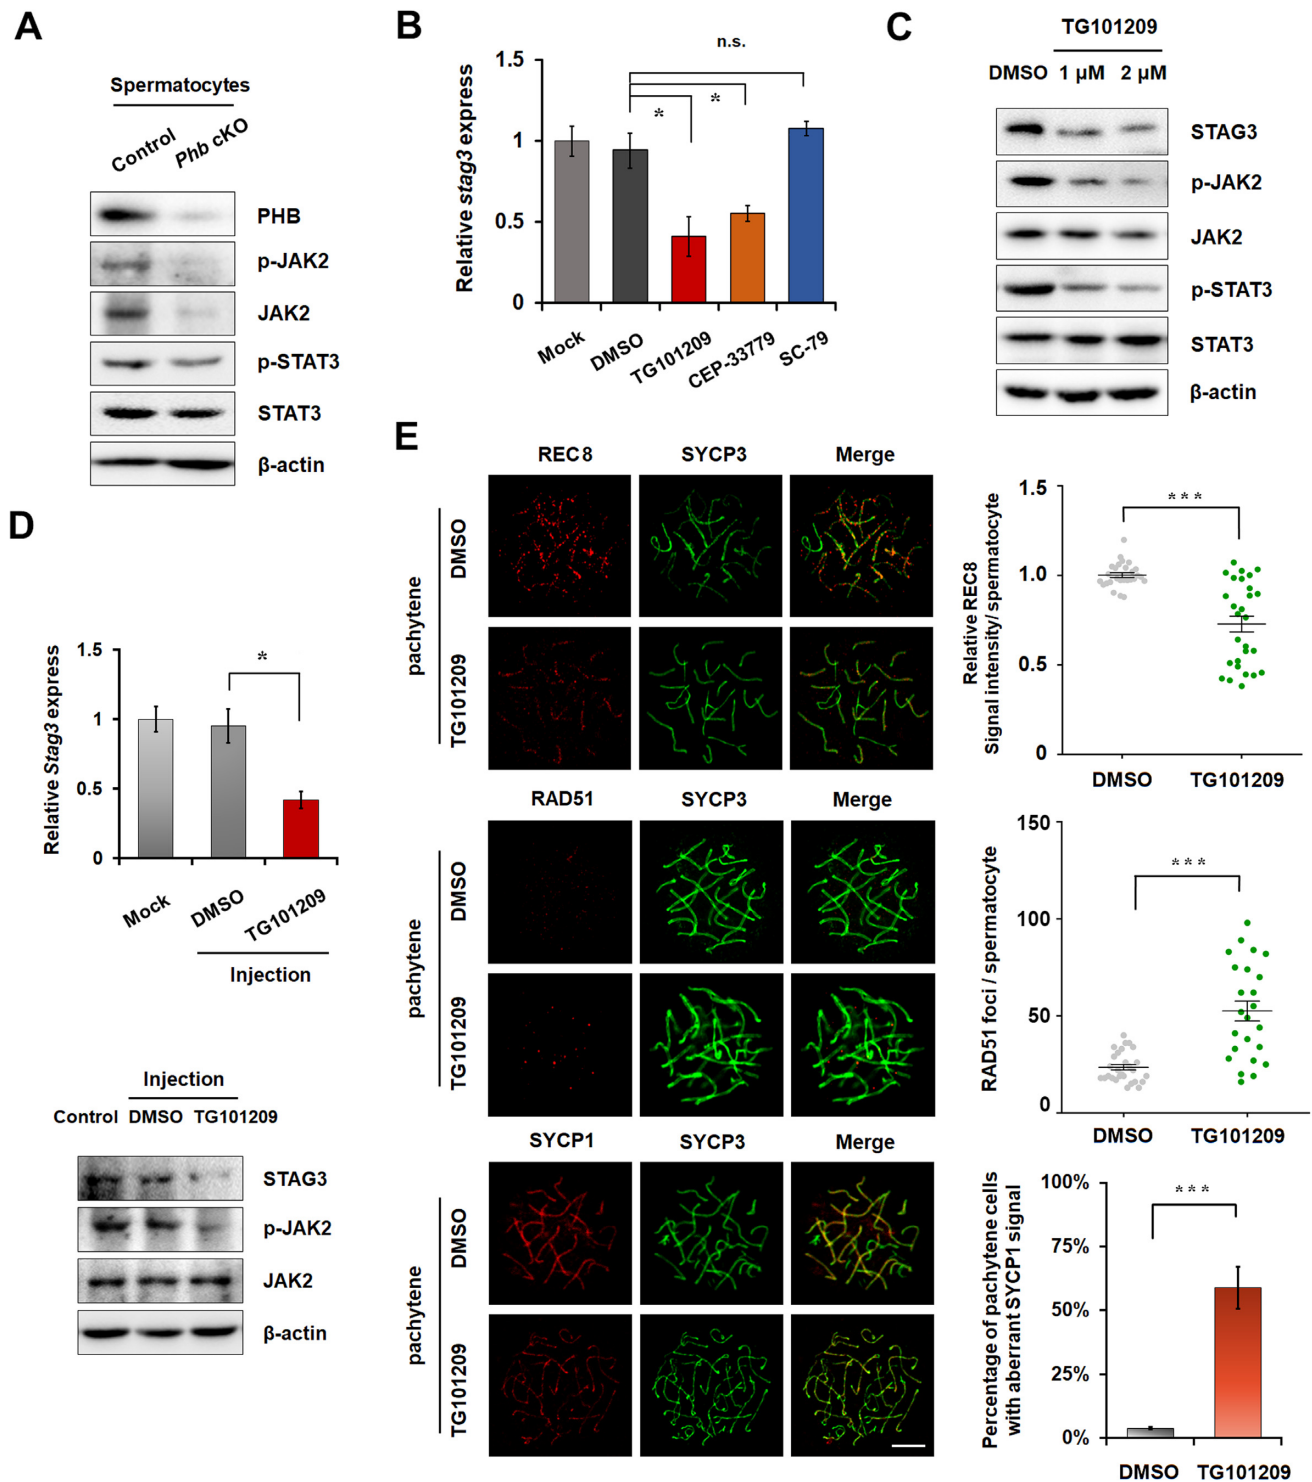 A
Spermatocytes
Control
Phb cKO
PHB
p-JAK2
JAK2
p-STAT3
STAT3
β-actin
B
n.s.
Relative stag3 express
1.5
1
0.5
0
*
*
Mock
DMSO
TG101209
CEP-33779
SC-79
C
TG101209
DMSO 1 µM 2 µM
STAG3
p-JAK2
JAK2
p-STAT3
STAT3
β-actin
D
Relative Stag3 express
1.5
1
0.5
0
*
Mock
DMSO
TG101209
Injection
Injection
Control DMSO TG101209
STAG3
p-JAK2
JAK2
β-actin
E
REC8 SYCP3 Merge
pachytene
DMSO
TG101209
Relative REC8
Signal intensity/ spermatocyte
1.5
1.0
0.5
0
***
DMSO TG101209
RAD51 SYCP3 Merge
pachytene
DMSO
TG101209
RAD51 foci / spermatocyte
150
100
50
0
***
DMSO TG101209
SYCP1 SYCP3 Merge
pachytene
DMSO
TG101209
Percentage of pachytene cells
with aberrant SYCP1 signal
100%
75%
50%
25%
0%
***
DMSO TG101209